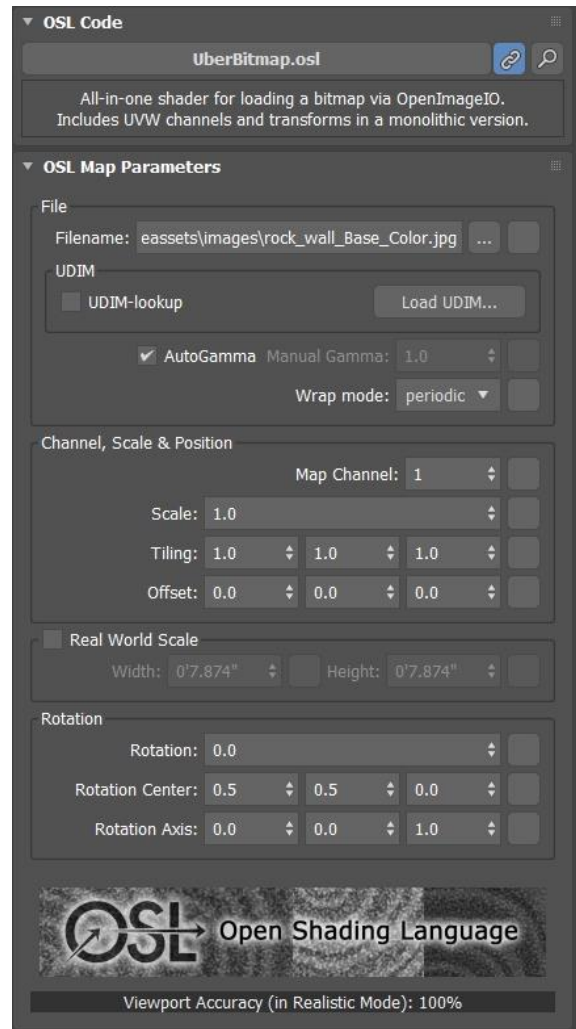 OSL Code
UberBitmap.osl
All-in-one shader for loading a bitmap via OpenImageIO.
Includes UVW channels and transforms in a monolithic version.
OSL Map Parameters
File
Filename: eassets\images\rock_wall_Base_Color.jpg ...
UDIM
UDIM-lookup Load UDIM...
AutoGamma Manual Gamma: 1.0
Wrap mode: periodic
Channel, Scale & Position
Map Channel: 1
Scale: 1.0
Tiling: 1.0 1.0 1.0
Offset: 0.0 0.0 0.0
Real World Scale
Width: 0'7.874" Height: 0'7.874"
Rotation
Rotation: 0.0
Rotation Center: 0.5 0.5 0.0
Rotation Axis: 0.0 0.0 1.0
OSL Open Shading Language
Viewport Accuracy (in Realistic Mode): 100%